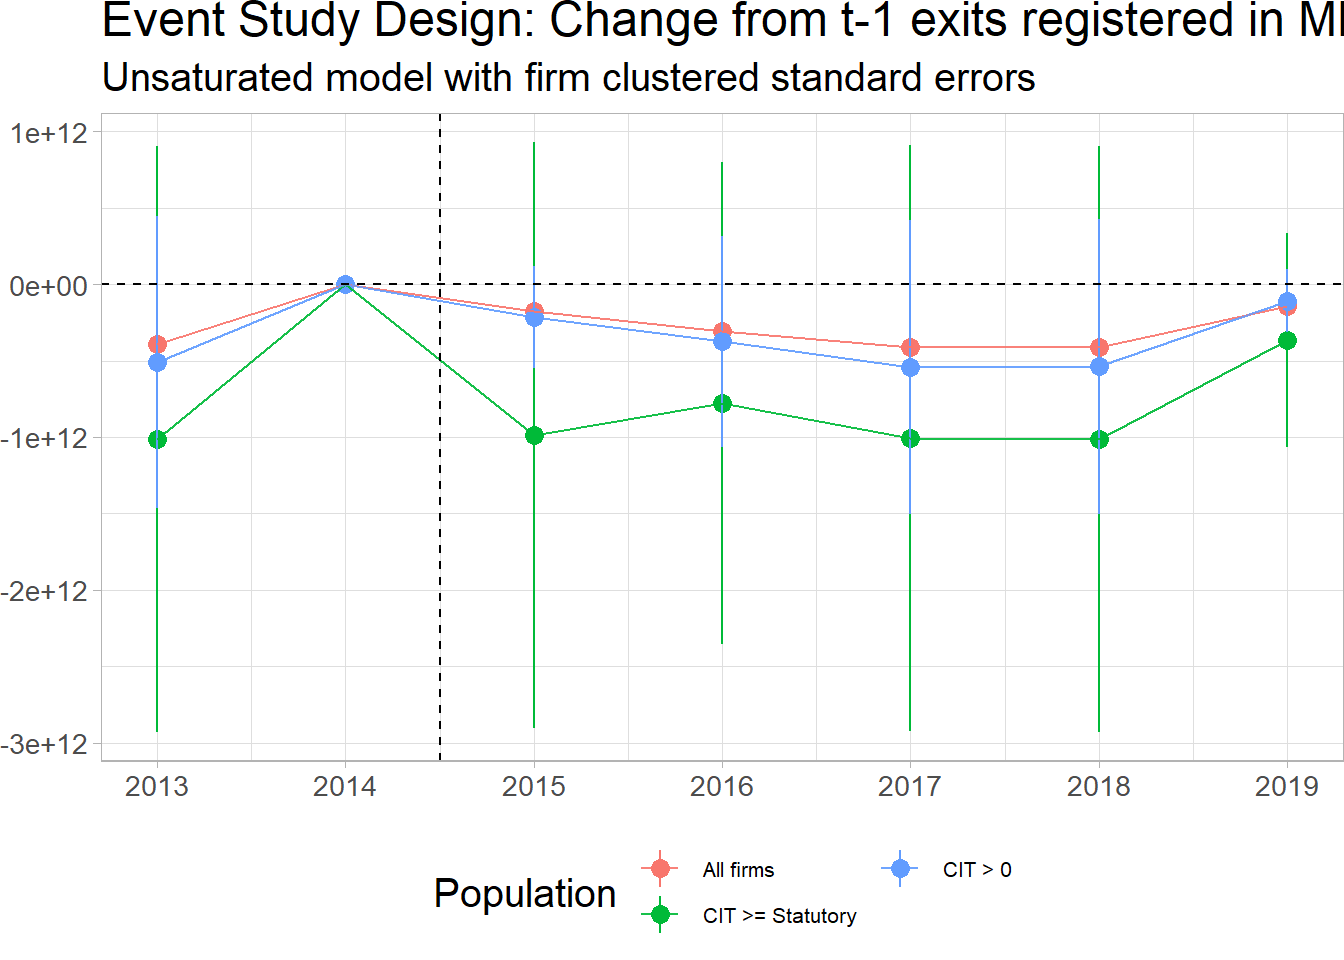 Event Study Design: Change from t-1 exits registered in
Unsaturated model with firm clustered standard errors
1e+12
0e+00
-1e+12
-2e+12
-3e+12
2013 2014 2015 2016 2017 2018 2019
Population
All firms
CIT > 0
CIT >= Statutory